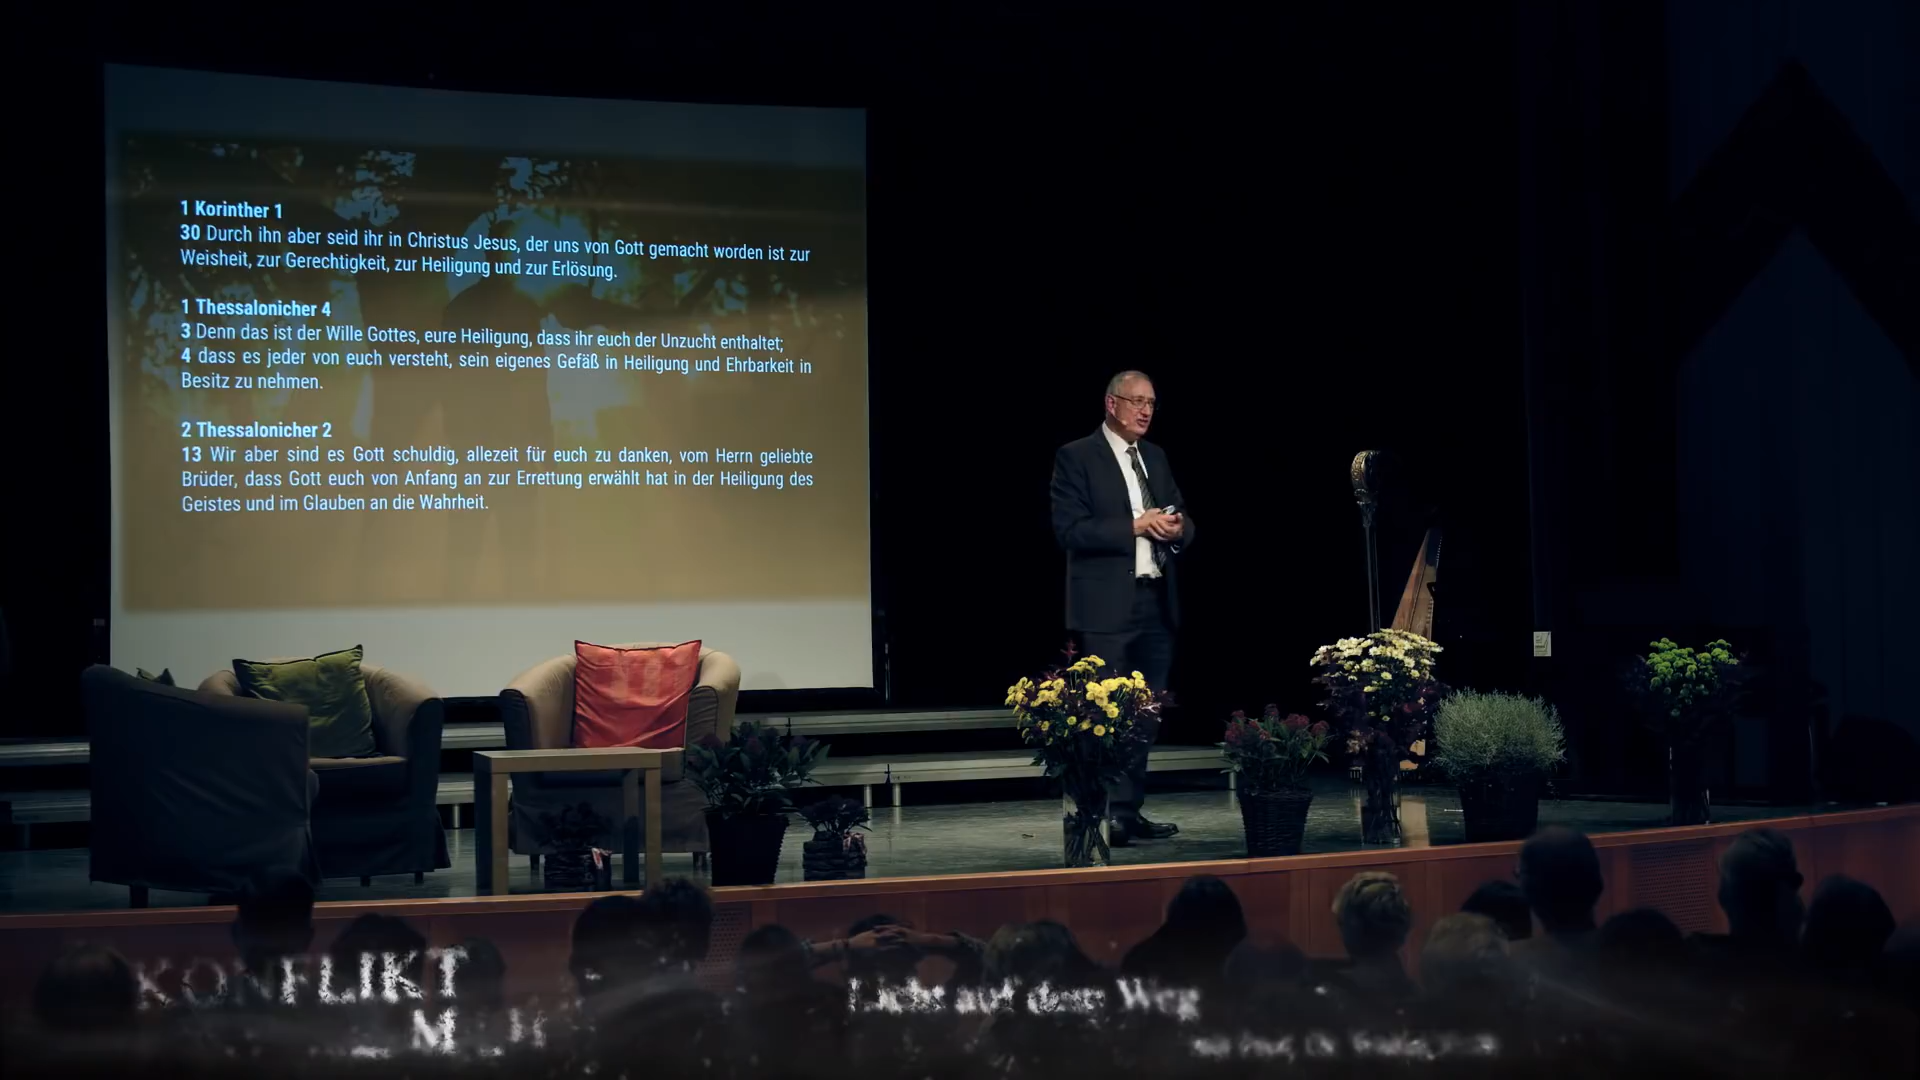 1 Korinther 1
30 Durch ihn aber seid ihr in Christus Jesus, der uns von Gott gemacht worden ist zur
Weisheit, zur Gerechtigkeit, zur Heiligung und zur Erlösung.
1 Thessalonicher 4
3 Denn das ist der Wille Gottes, eure Heiligung, dass ihr euch der Unzucht enthaltet;
4 dass es jeder von euch versteht, sein eigenes Gefäß in Heiligung und Ehrbarkeit in
Besitz zu nehmen.
2 Thessalonicher 2
13 Wir aber sind es Gott schuldig, allezeit für euch zu danken, vom Herrn geliebte
Brüder, dass Gott euch von Anfang an zur Errettung erwählt hat in der Heiligung des
Geistes und im Glauben an die Wahrheit.
KONFLIKT
Licht auf dem Weg